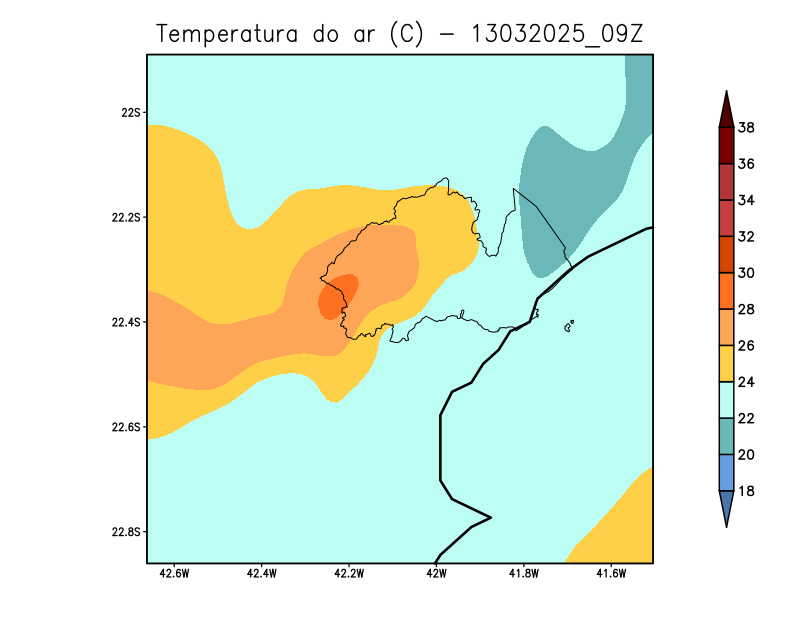 Temperatura do ar (C) - 13032025_09Z
22S
22.2S
22.4S
22.6S
22.8S
42.6W
42.4W
42.2W
42W
41.8W
41.6W
38
36
34
32
30
28
26
24
22
20
18